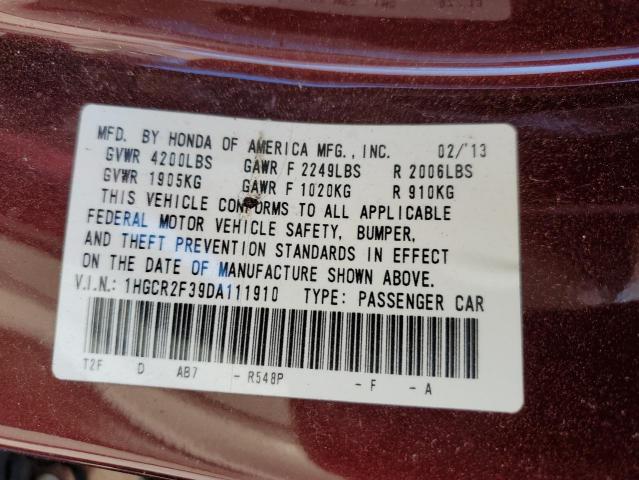 MFD. BY HONDA OF AMERICA MFG., INC. 02/'13
GVWR 4200LBS GAWR F 2249LBS R 2006LBS
GVWR 1905KG GAWR F 1020KG R 910KG
THIS VEHICLE CONFORMS TO ALL APPLICABLE
FEDERAL MOTOR VEHICLE SAFETY, BUMPER,
AND THEFT PREVENTION STANDARDS IN EFFECT
ON THE DATE OF MANUFACTURE SHOWN ABOVE.
V.I.N.: 1HGCR2F39DA111910 TYPE: PASSENGER CAR
T2F D AB7 - R548P - F - A